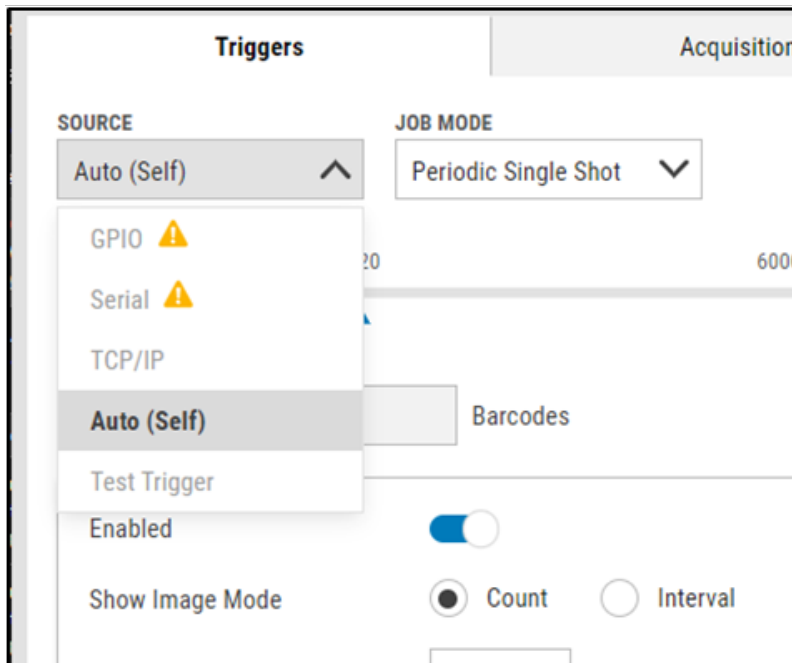 Triggers
Acquisition
SOURCE
JOB MODE
Auto (Self)
Periodic Single Shot
GPIO
20
6000
Serial
TCP/IP
Auto (Self)
Barcodes
Test Trigger
Enabled
Show Image Mode
Count
Interval